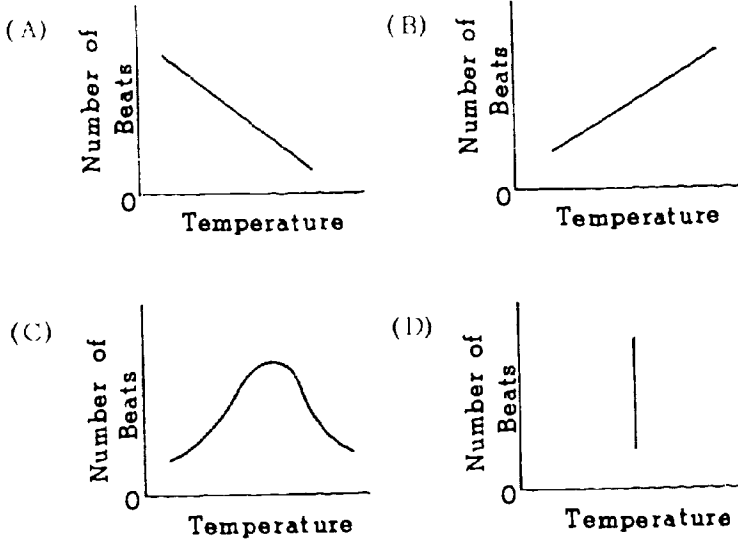 (A)
Number of
Beats
0
Temperature
(B)
Number of
Beats
0
Temperature
(C)
Number of
Beats
0
Temperature
(D)
Number of
Beats
0
Temperature